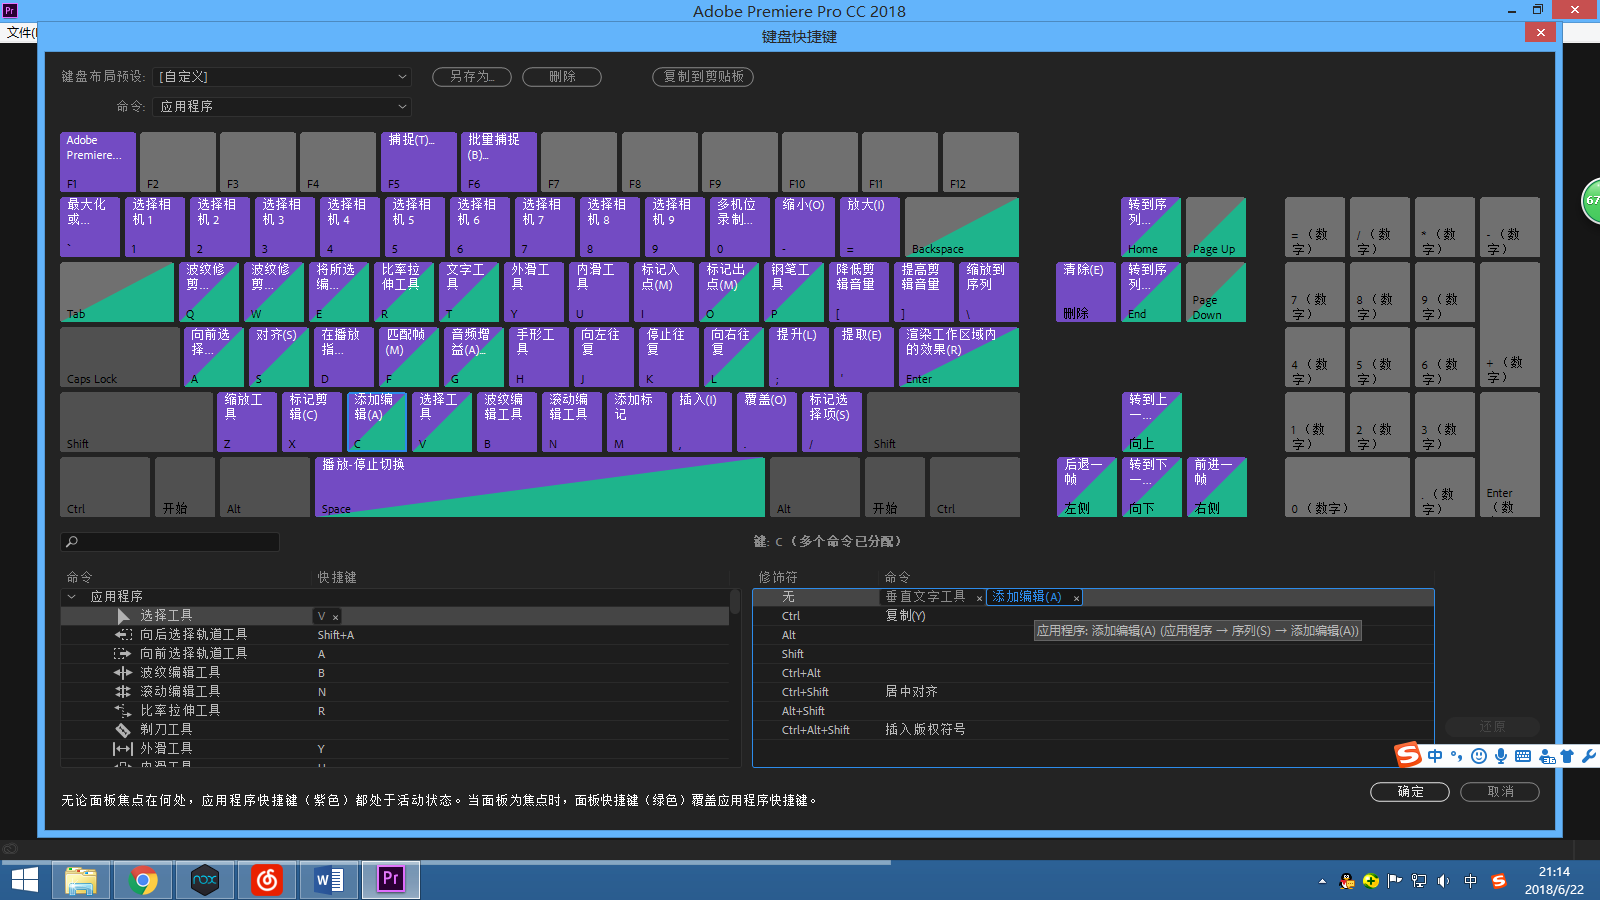 Adobe Premiere Pro CC 2018
文件(
键盘快捷键
键盘布局预设: [自定义] 另存为... 删除 复制到剪贴板
命令: 应用程序
Adobe Premiere... F1
F2
F3
F4
捕捉(T)... F5
批量捕捉(B)... F6
F7
F8
F9
F10
F11
F12
最大化或... `
选择相机 1 1
选择相机 2 2
选择相机 3 3
选择相机 4 4
选择相机 5 5
选择相机 6 6
选择相机 7 7
选择相机 8 8
选择相机 9 9
多机位录制... 0
缩小(O) -
放大(I) =
Backspace
转到序列... Home
Page Up
= （数字）
/ （数字）
* （数字）
- （数字）
Tab
波纹修剪... Q
波纹修剪... W
将所选编... E
比率拉伸工具 R
文字工具 T
外滑工具 Y
内滑工具 U
标记入点(M) I
标记出点(M) O
钢笔工具 P
降低剪辑音量 [
提高剪辑音量 ]
缩放到序列 \
清除(E) 删除
转到序列... End
Page Down
7 （数字）
8 （数字）
9 （数字）
Caps Lock
向前选择... A
对齐(S) S
在播放指... D
匹配帧(M) F
音频增益(A)... G
手形工具 H
向左往复 J
停止往复 K
向右往复 L
提升(L) ;
提取(E) '
渲染工作区域内的效果(R) Enter
4 （数字）
5 （数字）
6 （数字）
+ （数字）
Shift
缩放工具 Z
标记剪辑(C) X
添加编辑(A) C
选择工具 V
波纹编辑工具 B
滚动编辑工具 N
添加标记 M
插入(I) ,
覆盖(O) .
标记选择项(S) /
Shift
转到上一... 向上
1 （数字）
2 （数字）
3 （数字）
Ctrl
开始
Alt
播放-停止切换 Space
Alt
开始
Ctrl
后退一帧 左侧
转到下一... 向下
前进一帧 右侧
0 （数字）
. （数字）
Enter （数
键: C （多个命令已分配）
命令 快捷键
应用程序
选择工具 V ×
向后选择轨道工具 Shift+A
向前选择轨道工具 A
波纹编辑工具 B
滚动编辑工具 N
比率拉伸工具 R
剃刀工具
外滑工具 Y
内滑工具 U
修饰符 命令
无 垂直文字工具 × 添加编辑(A) ×
Ctrl 复制(Y)
应用程序: 添加编辑(A) (应用程序 → 序列(S) → 添加编辑(A))
Alt
Shift
Ctrl+Alt
Ctrl+Shift 居中对齐
Alt+Shift
Ctrl+Alt+Shift 插入版权符号
还原
中
无论面板焦点在何处，应用程序快捷键（紫色）都处于活动状态。当面板为焦点时，面板快捷键（绿色）覆盖应用程序快捷键。
确定 取消
67
nox
W
Pr
中
21:14
2018/6/22